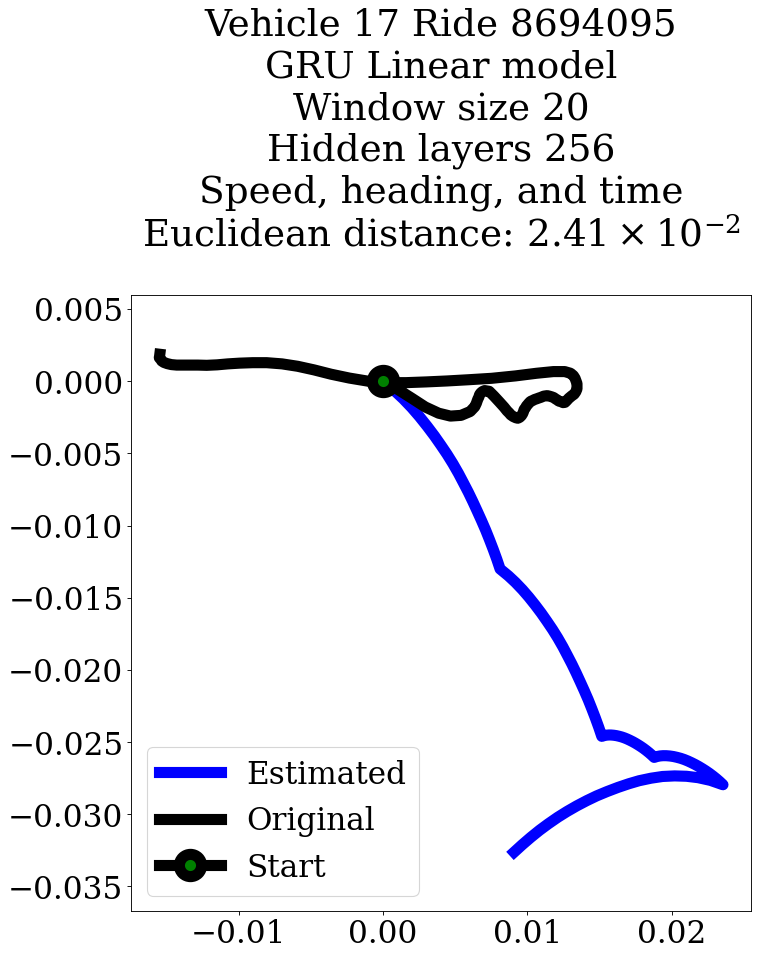 Vehicle 17 Ride 8694095
GRU Linear model
Window size 20
Hidden layers 256
Speed, heading, and time
Euclidean distance: 2.41 × 10⁻²
0.005
0.000
−0.005
−0.010
−0.015
−0.020
−0.025
−0.030
−0.035
Estimated
Original
Start
−0.01 0.00 0.01 0.02